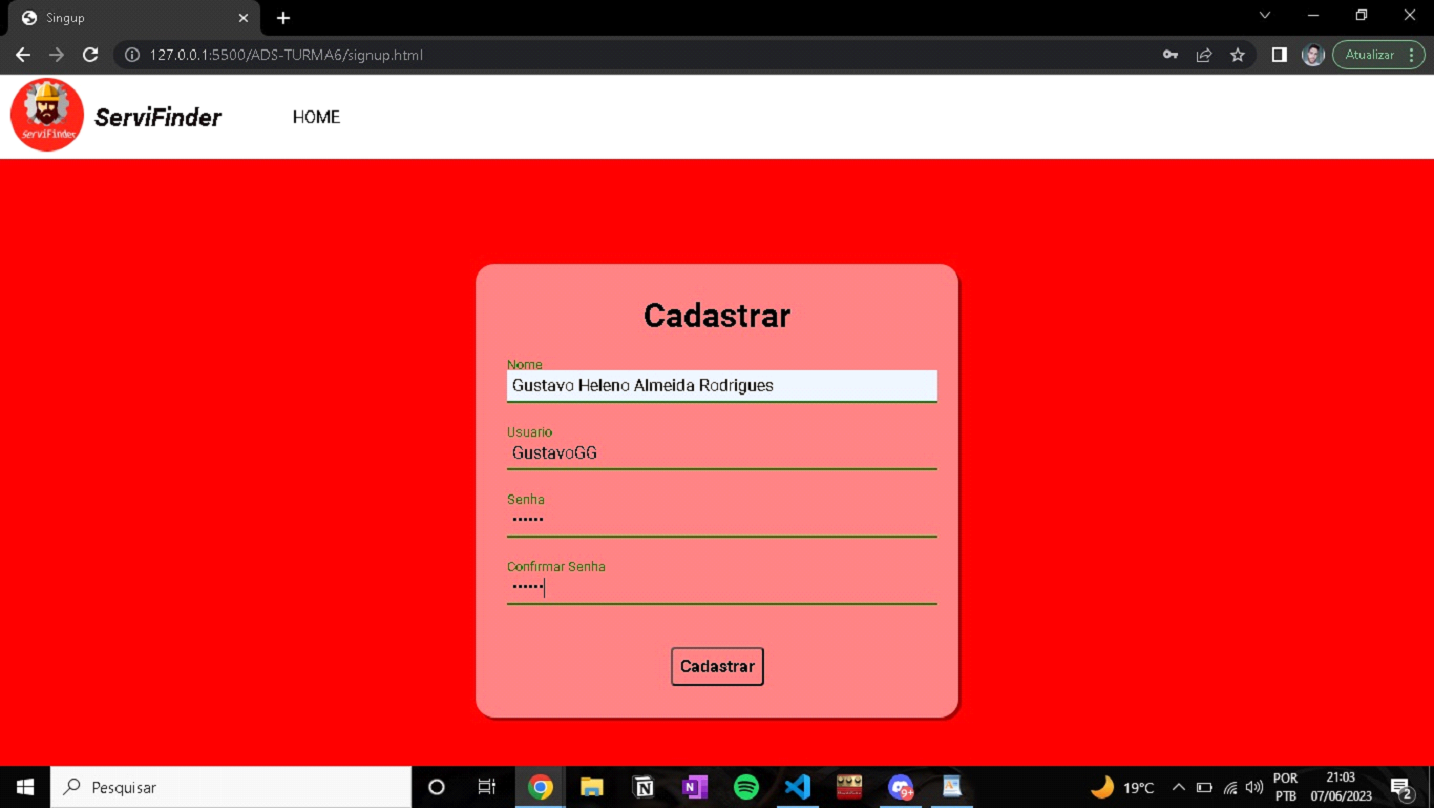 Singup
127.0.0.1:5500/ADS-TURMA6/signup.html
Atualizar
ServiFinder
ServiFinder
HOME
Cadastrar
Nome
Gustavo Heleno Almeida Rodrigues
Usuario
GustavoGG
Senha
••••••
Confirmar Senha
••••••
Cadastrar
Pesquisar
N
9+
19°C
POR
PTB
21:03
07/06/2023
2